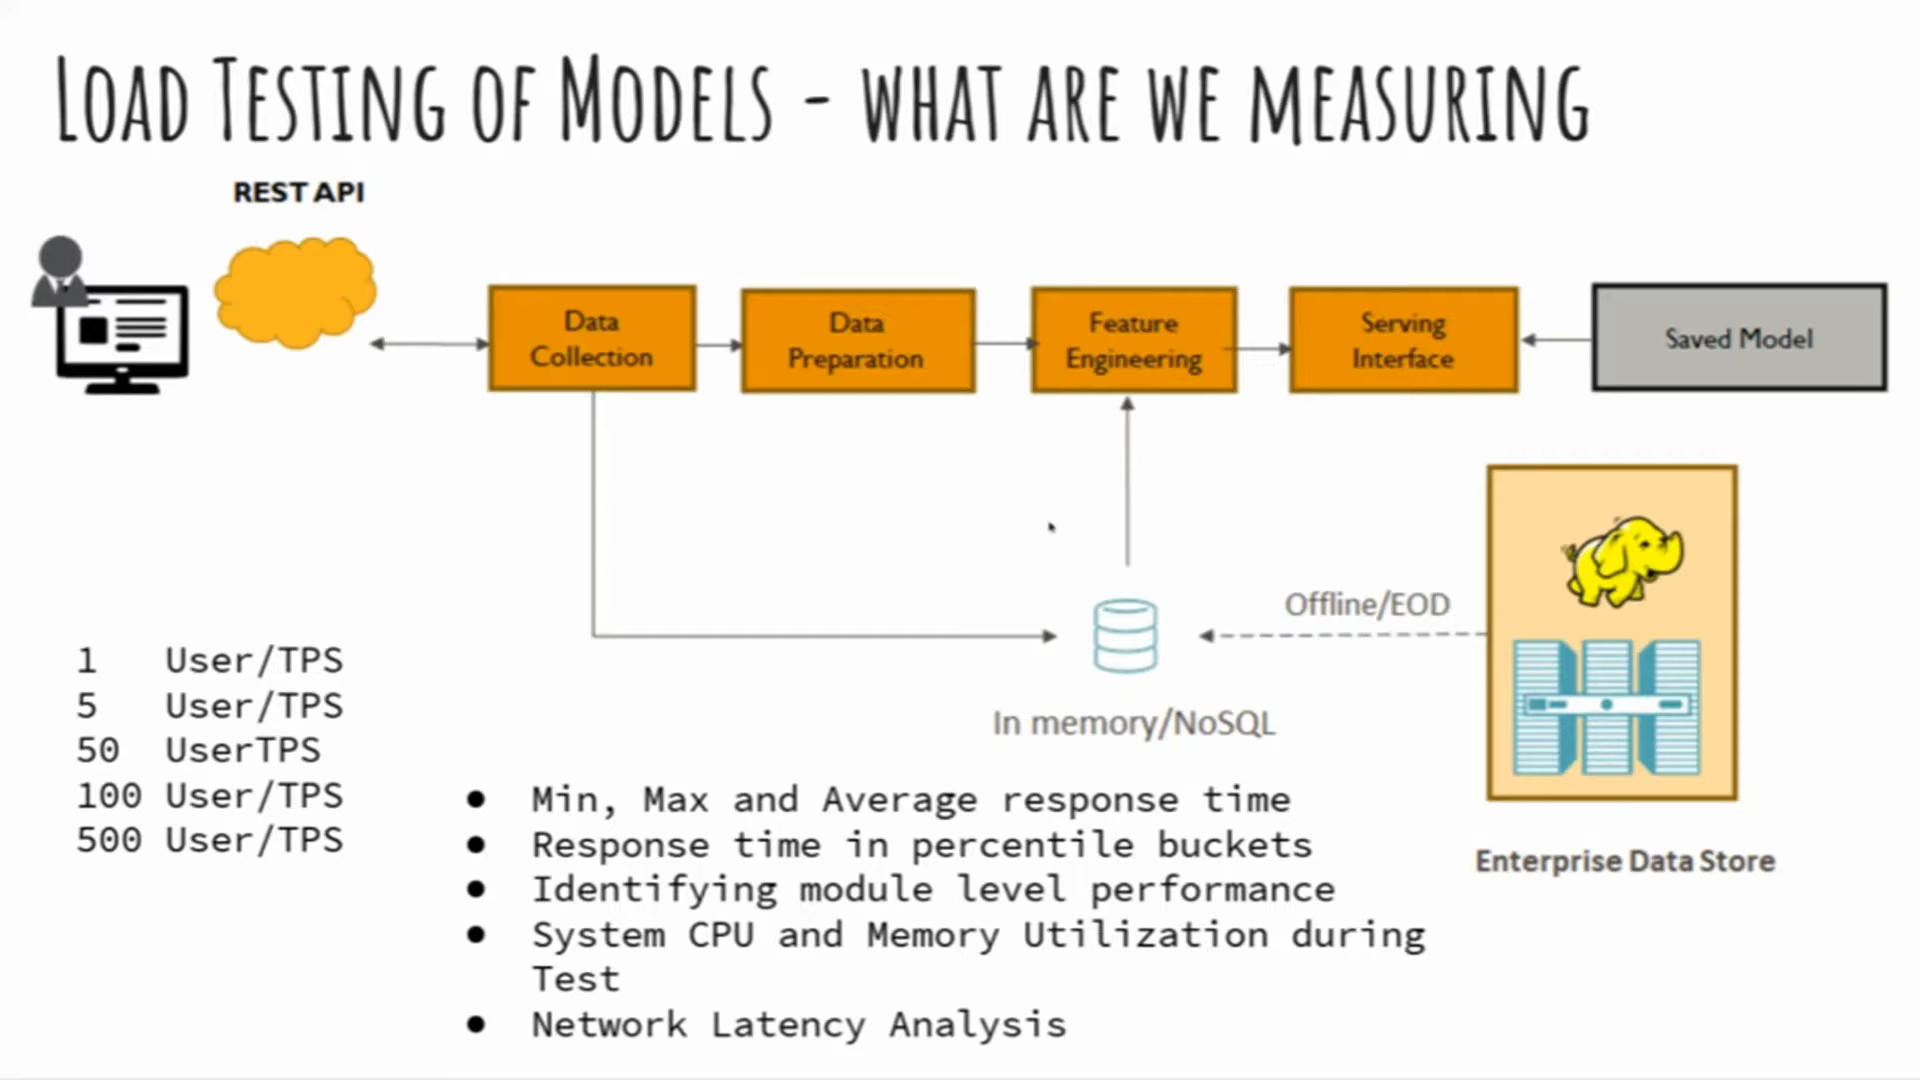 LOAD TESTING OF MODELS - WHAT ARE WE MEASURING
REST API
Data
Collection
Data
Preparation
Feature
Engineering
Serving
Interface
Saved Model
Offline/EOD
In memory/NoSQL
Enterprise Data Store
1 User/TPS
5 User/TPS
50 UserTPS
100 User/TPS
500 User/TPS
● Min, Max and Average response time
● Response time in percentile buckets
● Identifying module level performance
● System CPU and Memory Utilization during
Test
● Network Latency Analysis